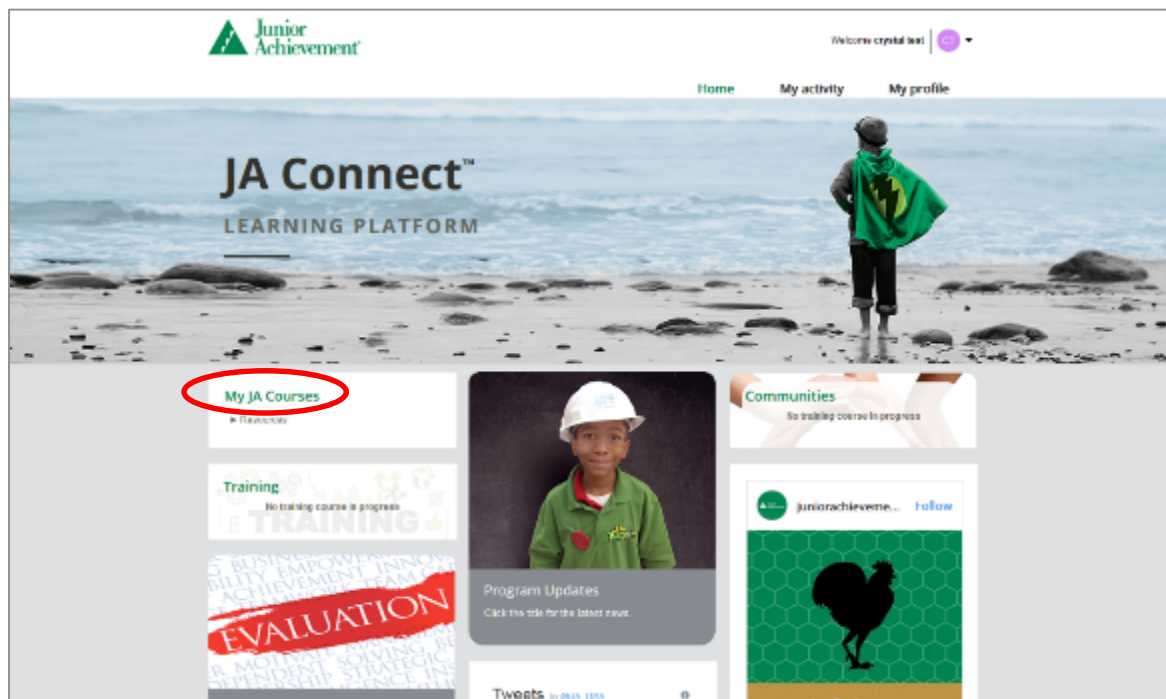 Junior
Achievement®
Welcome crystal test
CT
Home My activity My profile
JA Connect™
LEARNING PLATFORM
My JA Courses
Resources
Communities
No training course in progress
Training
No training course in progress
TRAINING
EVALUATION
Program Updates
Click the title for the latest news.
juniorachieveme... Follow
Tweets